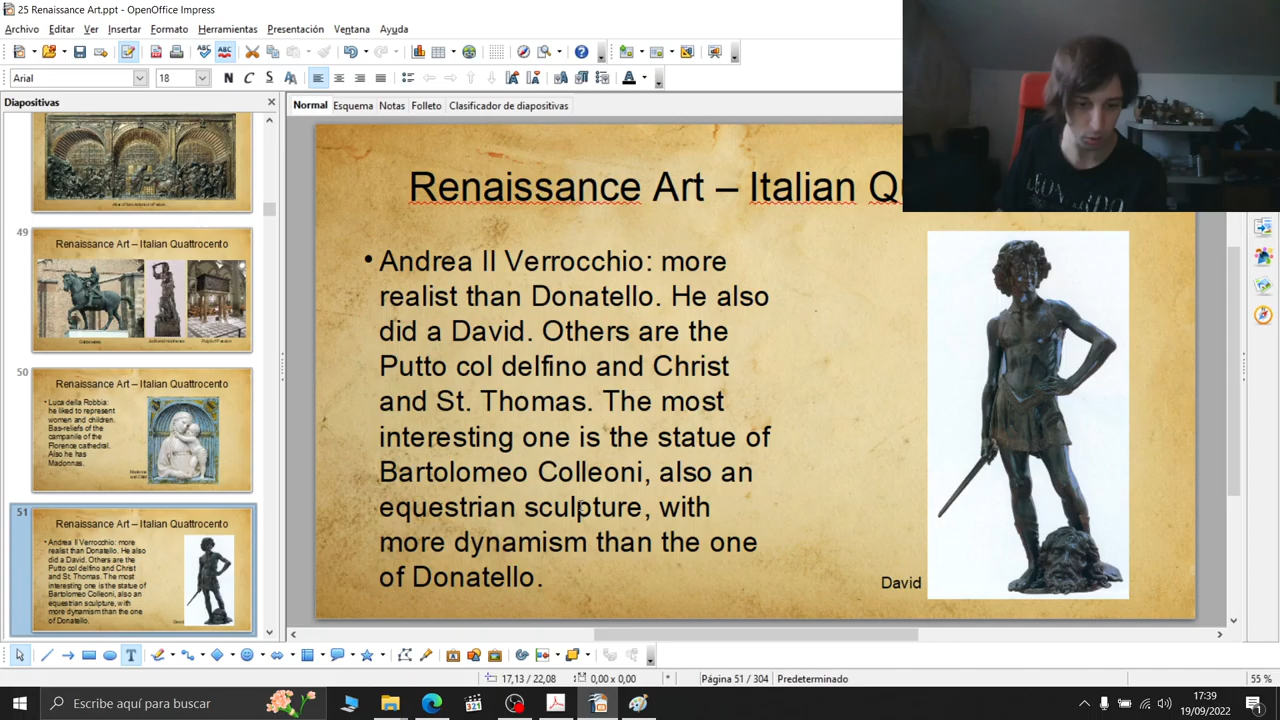 25 Renaissance Art.ppt - OpenOffice Impress
Archivo Editar Ver Insertar Formato Herramientas Presentación Ventana Ayuda
Arial 18
Diapositivas
Normal Esquema Notas Folleto Clasificador de diapositivas
49
Renaissance Art – Italian Quattrocento
50
Renaissance Art – Italian Quattrocento
Luca della Robbia:
he liked to represent
women and children.
Bas-reliefs of the
campanile of the
Florence cathedral.
Also he has
Madonnas.
51
Renaissance Art – Italian Quattrocento
Andrea Il Verrocchio: more
realist than Donatello. He also
did a David. Others are the
Putto col delfino and Christ
and St. Thomas. The most
interesting one is the statue of
Bartolomeo Colleoni, also an
equestrian sculpture, with
more dynamism than the one
of Donatello.
Renaissance Art – Italian
• Andrea Il Verrocchio: more
realist than Donatello. He also
did a David. Others are the
Putto col delfino and Christ
and St. Thomas. The most
interesting one is the statue of
Bartolomeo Colleoni, also an
equestrian sculpture, with
more dynamism than the one
of Donatello.
David
17,13 / 22,08 0,00 x 0,00 * Página 51 / 304 Predeterminado 55 %
Escribe aquí para buscar
17:39
19/09/2022